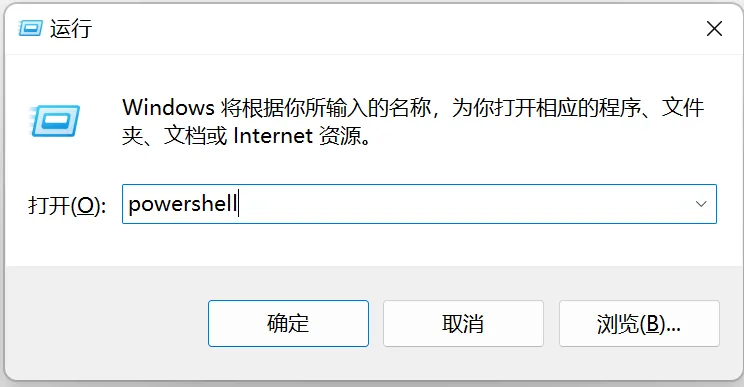 运行
Windows 将根据你所输入的名称，为你打开相应的程序、文件
夹、文档或 Internet 资源。
打开(O): powershell
确定 取消 浏览(B)...